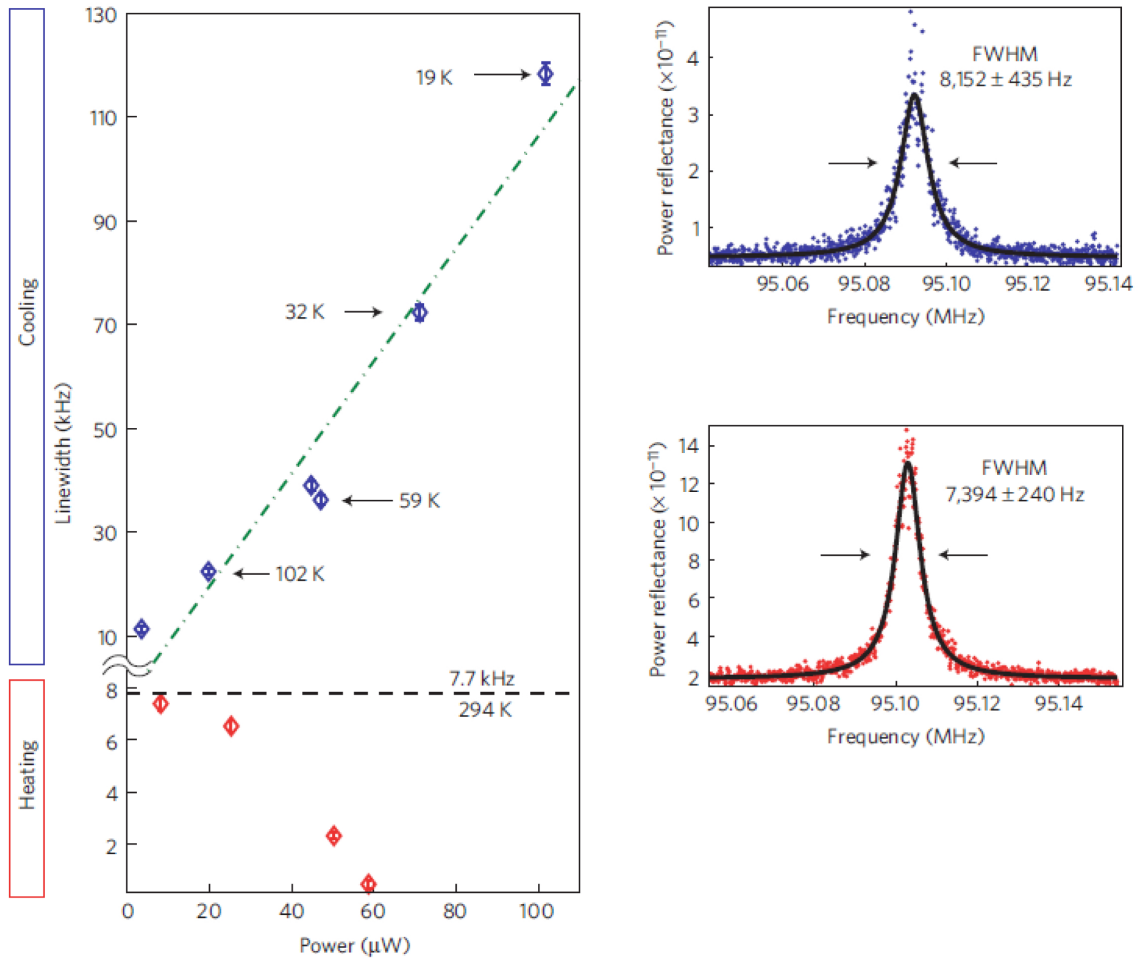 Cooling
Heating
Linewidth (kHz)
130
110
90
70
50
30
10
8
6
4
2
19 K
32 K
59 K
102 K
7.7 kHz
294 K
0
20
40
60
80
100
Power (μW)
Power reflectance (×10⁻¹¹)
4
3
2
1
FWHM
8,152 ± 435 Hz
95.06
95.08
95.10
95.12
95.14
Frequency (MHz)
Power reflectance (× 10⁻¹¹)
14
12
10
8
6
4
2
FWHM
7,394 ± 240 Hz
95.06
95.08
95.10
95.12
95.14
Frequency (MHz)